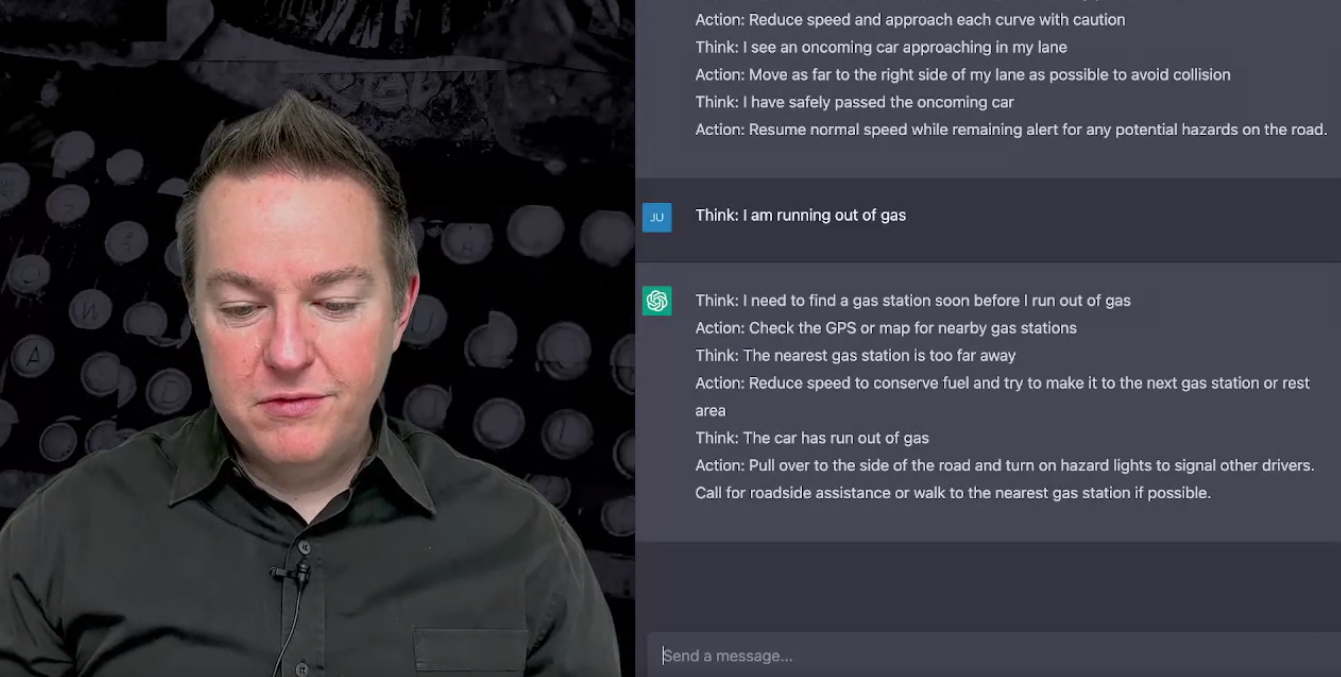 Action: Reduce speed and approach each curve with caution
Think: I see an oncoming car approaching in my lane
Action: Move as far to the right side of my lane as possible to avoid collision
Think: I have safely passed the oncoming car
Action: Resume normal speed while remaining alert for any potential hazards on the road.
JU
Think: I am running out of gas
Think: I need to find a gas station soon before I run out of gas
Action: Check the GPS or map for nearby gas stations
Think: The nearest gas station is too far away
Action: Reduce speed to conserve fuel and try to make it to the next gas station or rest
area
Think: The car has run out of gas
Action: Pull over to the side of the road and turn on hazard lights to signal other drivers.
Call for roadside assistance or walk to the nearest gas station if possible.
Send a message...